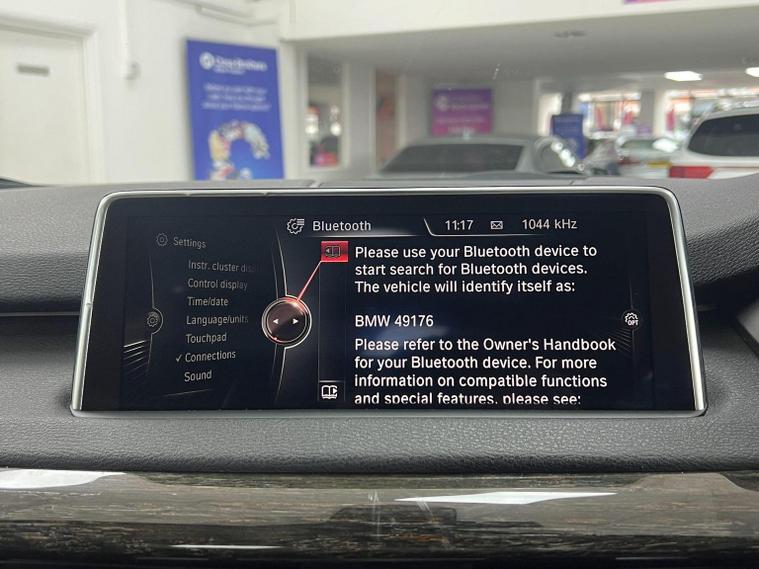 Bluetooth
11:17
1044 kHz
Settings
Instr. cluster
Control display
Time/date
Language/units
Touchpad
✓ Connections
Sound
Please use your Bluetooth device to
start search for Bluetooth devices.
The vehicle will identify itself as:
BMW 49176
Please refer to the Owner's Handbook
for your Bluetooth device. For more
information on compatible functions
and special features, please see:
OPT